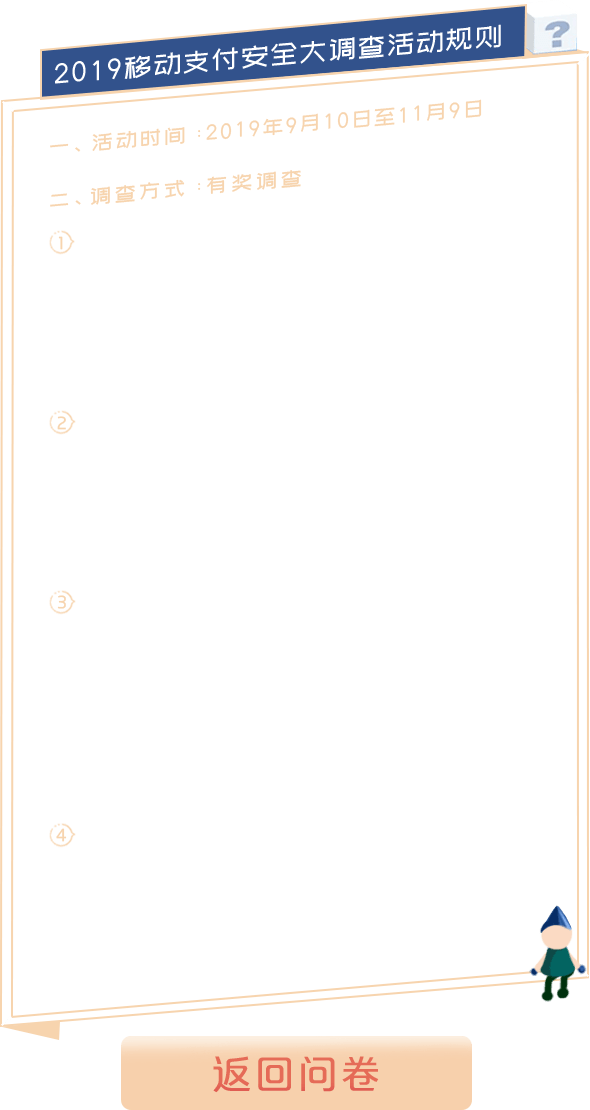 2019移动支付安全大调查活动规则
?
一、活动时间：2019年9月10日至11月9日
二、调查方式：有奖调查
①
②
③
④
返回问卷